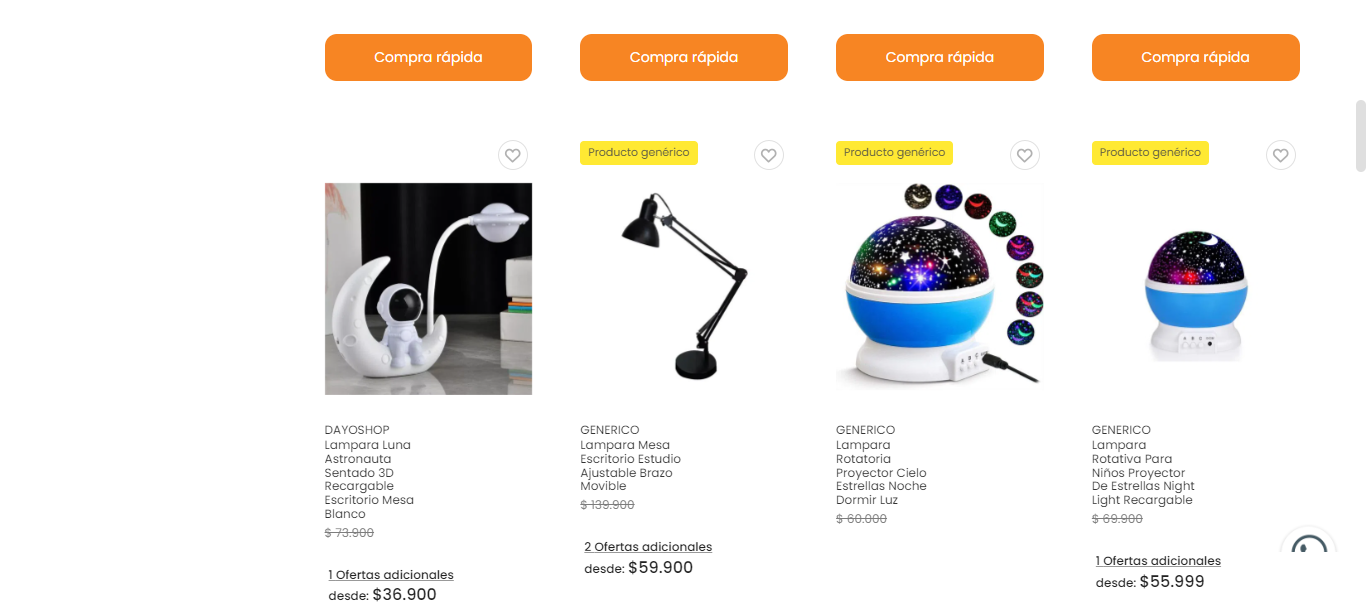 Compra rápida
Compra rápida
Compra rápida
Compra rápida
DAYOSHOP
Lampara Luna
Astronauta
Sentado 3D
Recargable
Escritorio Mesa
Blanco
$ 73.900
1 Ofertas adicionales
desde: $36.900
Producto genérico
GENERICO
Lampara Mesa
Escritorio Estudio
Ajustable Brazo
Movible
$ 139.900
2 Ofertas adicionales
desde: $59.900
Producto genérico
GENERICO
Lampara
Rotatoria
Proyector Cielo
Estrellas Noche
Dormir Luz
$ 60.000
Producto genérico
GENERICO
Lampara
Rotativa Para
Niños Proyector
De Estrellas Night
Light Recargable
$ 69.900
1 Ofertas adicionales
desde: $55.999